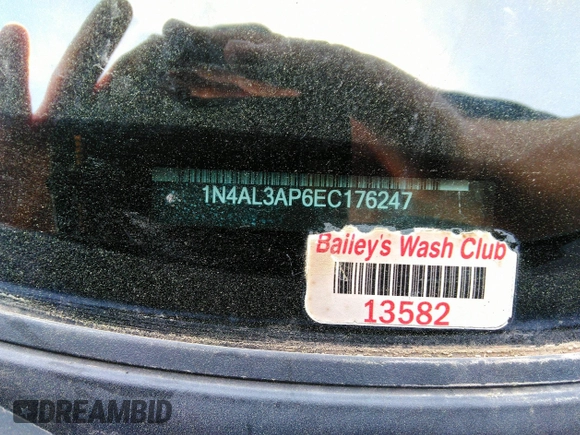 1N4AL3AP6EC176247
Bailey's Wash Club
13582
DREAMBID